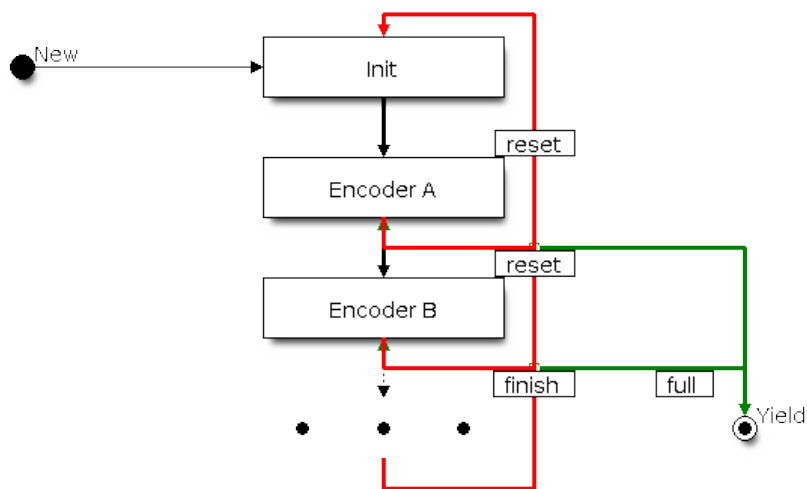 New
Init
reset
Encoder A
reset
Encoder B
finish
full
Yield